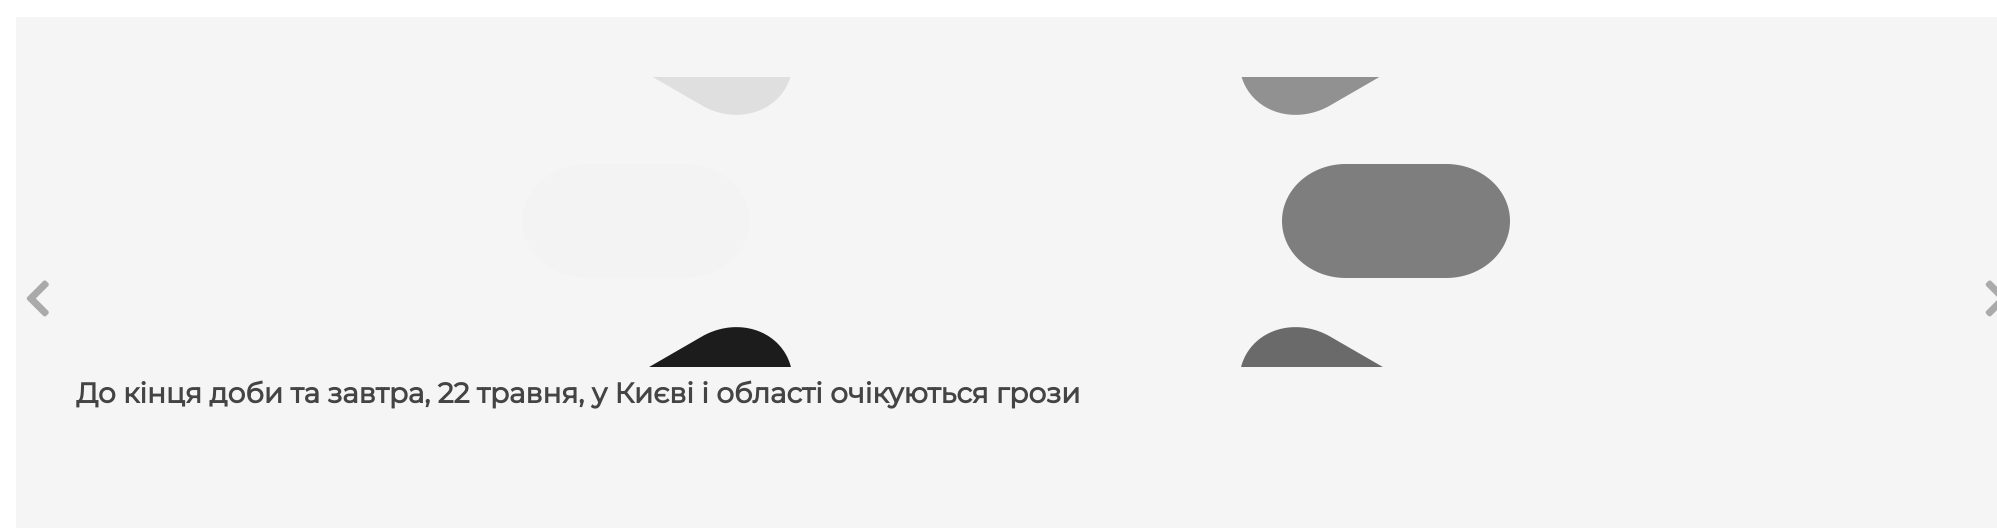 До кінця доби та завтра, 22 травня, у Києві і області очікуються грози